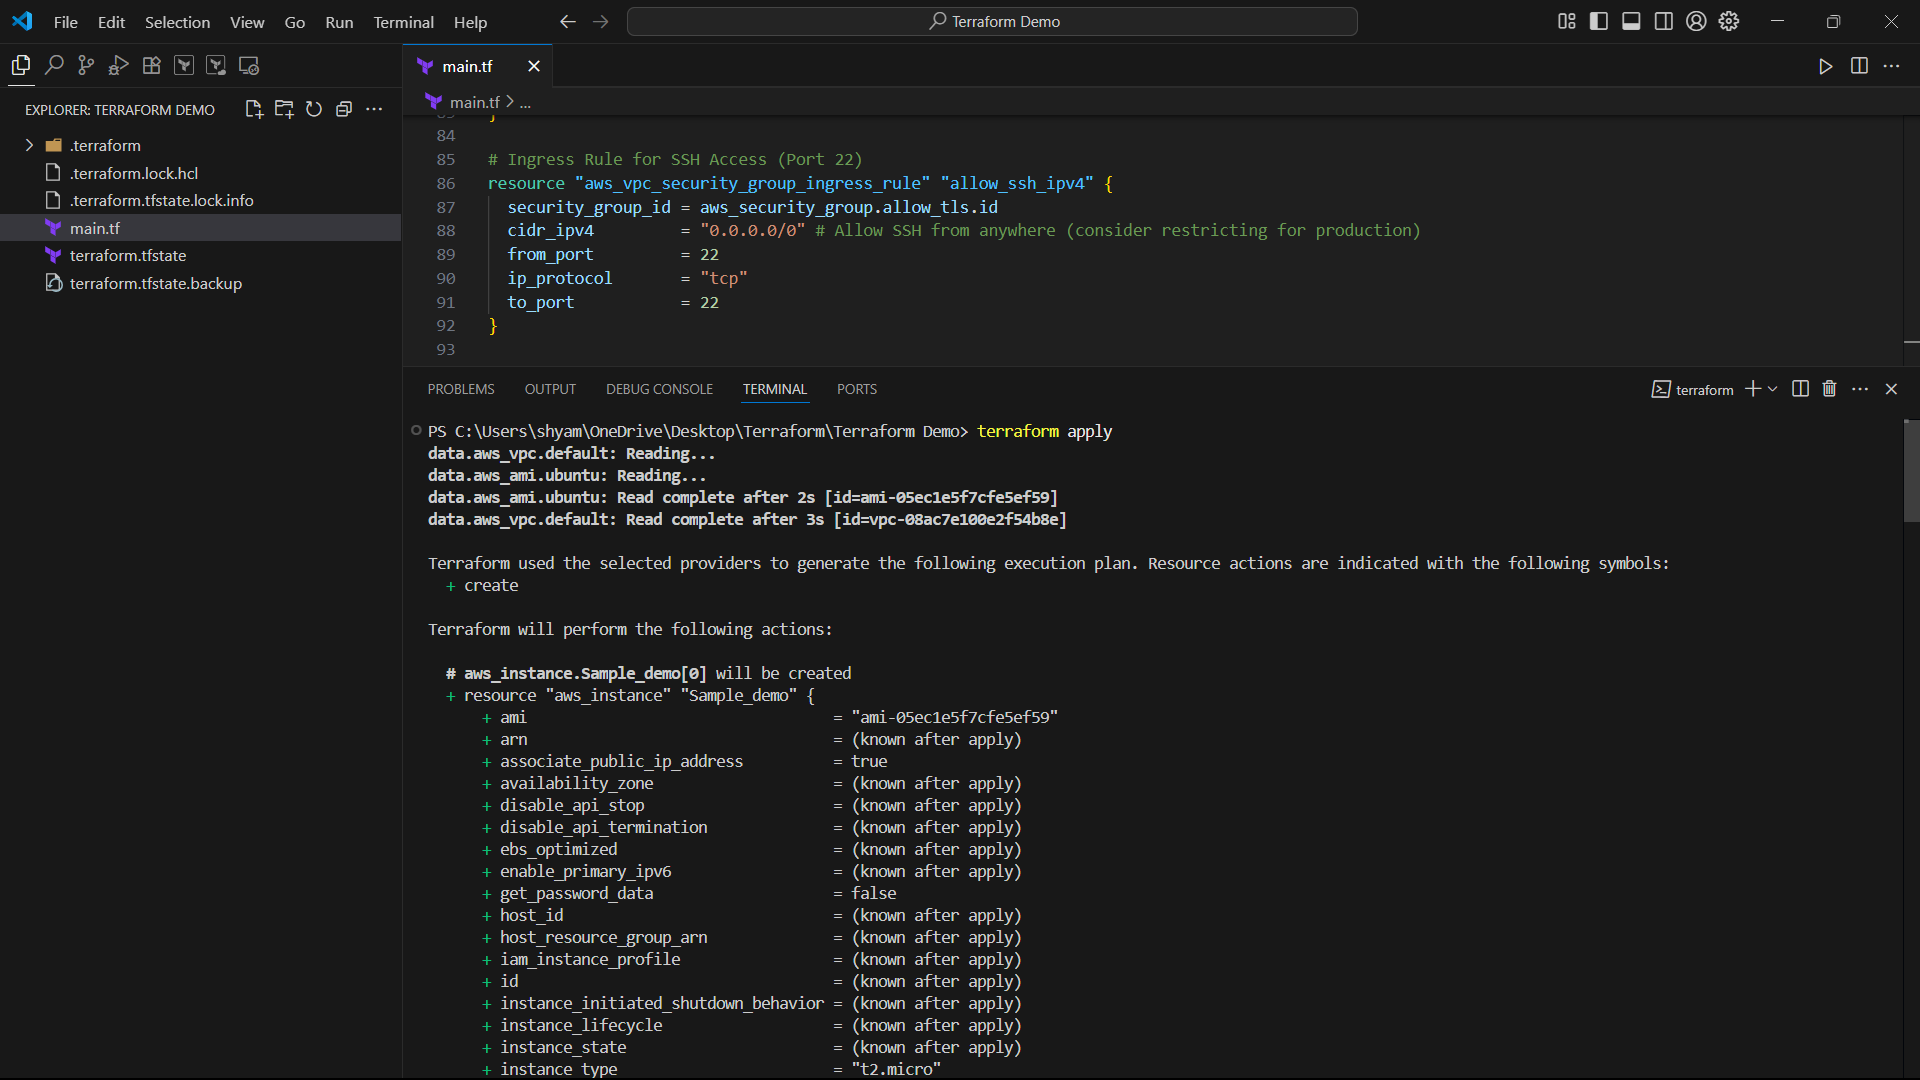 File Edit Selection View Go Run Terminal Help
Terraform Demo
EXPLORER: TERRAFORM DEMO
.terraform
.terraform.lock.hcl
.terraform.tfstate.lock.info
main.tf
terraform.tfstate
terraform.tfstate.backup
main.tf
main.tf > ...
83 }
84
85 # Ingress Rule for SSH Access (Port 22)
86 resource "aws_vpc_security_group_ingress_rule" "allow_ssh_ipv4" {
87 security_group_id = aws_security_group.allow_tls.id
88 cidr_ipv4 = "0.0.0.0/0" # Allow SSH from anywhere (consider restricting for production)
89 from_port = 22
90 ip_protocol = "tcp"
91 to_port = 22
92 }
93
PROBLEMS OUTPUT DEBUG CONSOLE TERMINAL PORTS
terraform
PS C:\Users\shyam\OneDrive\Desktop\Terraform\Terraform Demo> terraform apply
data.aws_vpc.default: Reading...
data.aws_ami.ubuntu: Reading...
data.aws_ami.ubuntu: Read complete after 2s [id=ami-05ec1e5f7cfe5ef59]
data.aws_vpc.default: Read complete after 3s [id=vpc-08ac7e100e2f54b8e]
Terraform used the selected providers to generate the following execution plan. Resource actions are indicated with the following symbols:
+ create
Terraform will perform the following actions:
# aws_instance.Sample_demo[0] will be created
+ resource "aws_instance" "Sample_demo" {
+ ami = "ami-05ec1e5f7cfe5ef59"
+ arn = (known after apply)
+ associate_public_ip_address = true
+ availability_zone = (known after apply)
+ disable_api_stop = (known after apply)
+ disable_api_termination = (known after apply)
+ ebs_optimized = (known after apply)
+ enable_primary_ipv6 = (known after apply)
+ get_password_data = false
+ host_id = (known after apply)
+ host_resource_group_arn = (known after apply)
+ iam_instance_profile = (known after apply)
+ id = (known after apply)
+ instance_initiated_shutdown_behavior = (known after apply)
+ instance_lifecycle = (known after apply)
+ instance_state = (known after apply)
+ instance_type = "t2.micro"